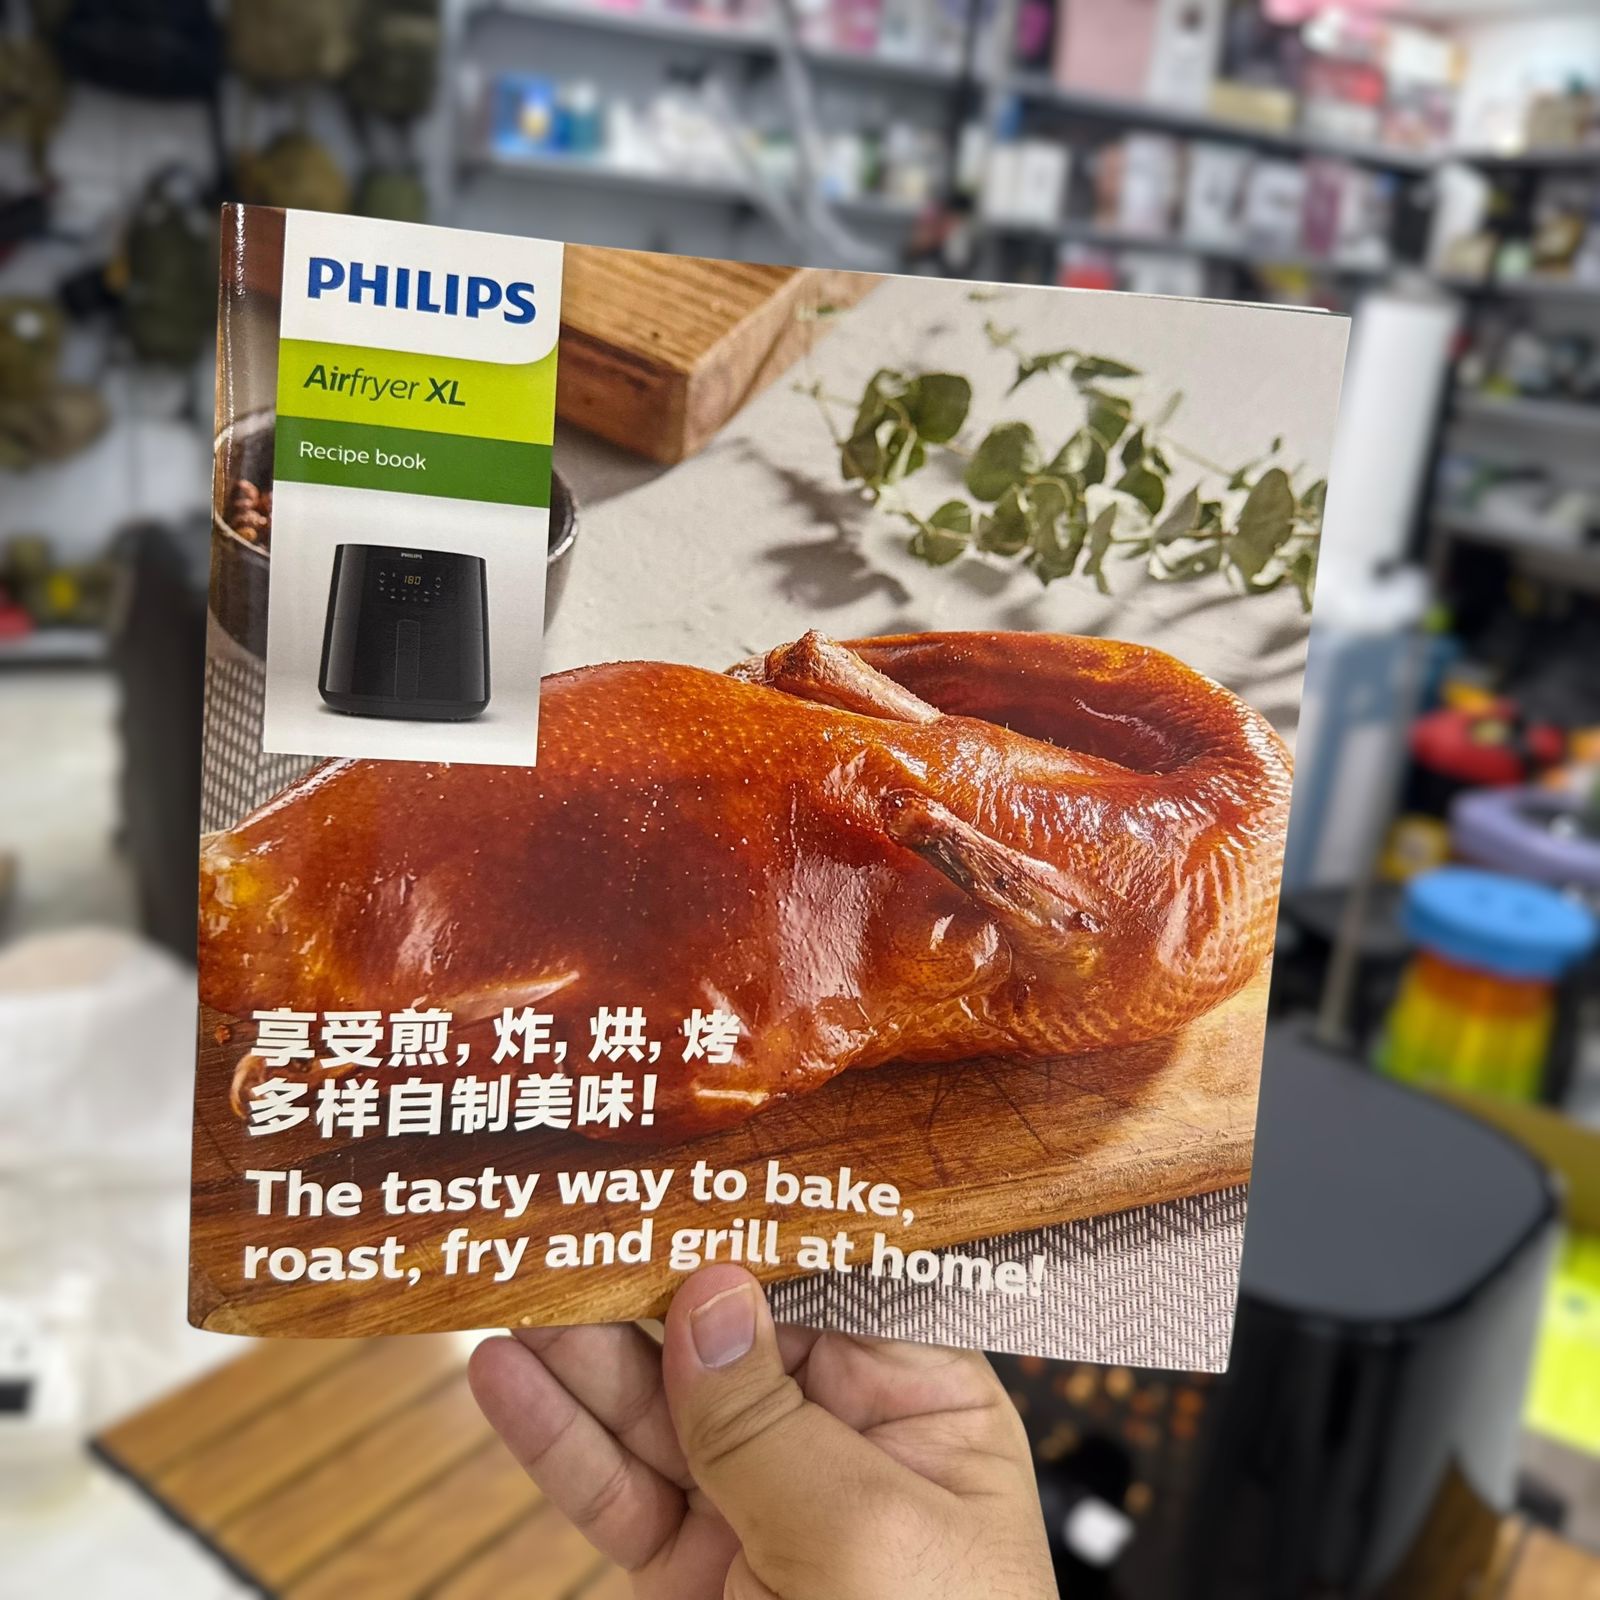 PHILIPS
Airfryer XL
Recipe book
PHILIPS
180
享受煎, 炸, 烘, 烤
多样自制美味!
The tasty way to bake,
roast, fry and grill at home!